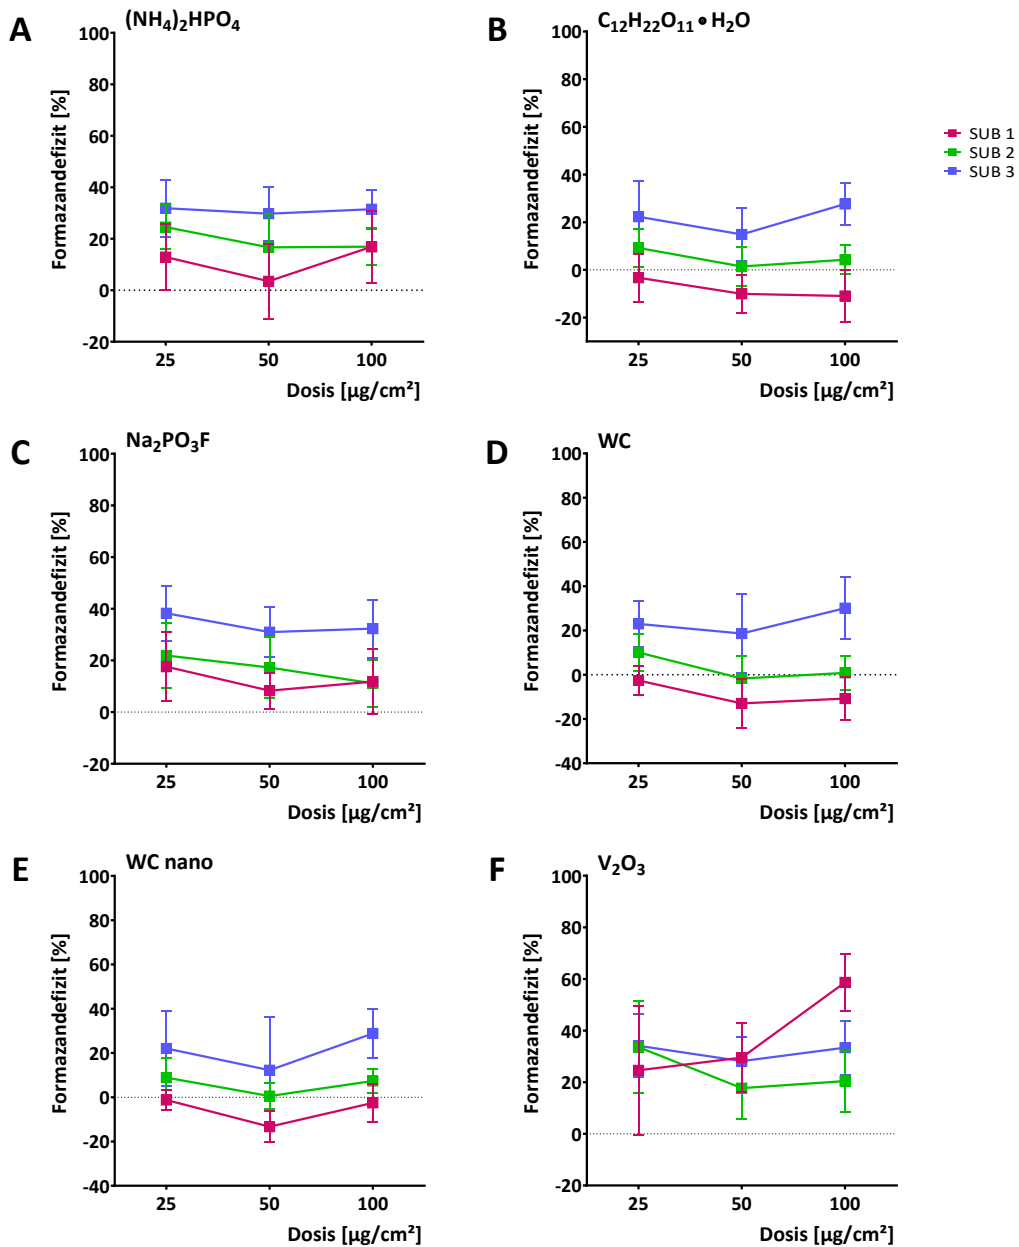 A
(NH₄)₂HPO₄
Formazandefizit [%]
100
80
60
40
20
0
-20
25 50 100
Dosis [µg/cm²]
B
C₁₂H₂₂O₁₁ • H₂O
Formazandefizit [%]
100
80
60
40
20
0
-20
25 50 100
Dosis [µg/cm²]
SUB 1
SUB 2
SUB 3
C
Na₂PO₃F
Formazandefizit [%]
100
80
60
40
20
0
-20
25 50 100
Dosis [µg/cm²]
D
WC
Formazandefizit [%]
100
80
60
40
20
0
-20
-40
25 50 100
Dosis [µg/cm²]
E
WC nano
Formazandefizit [%]
100
80
60
40
20
0
-20
-40
25 50 100
Dosis [µg/cm²]
F
V₂O₃
Formazandefizit [%]
100
80
60
40
20
0
-20
25 50 100
Dosis [µg/cm²]